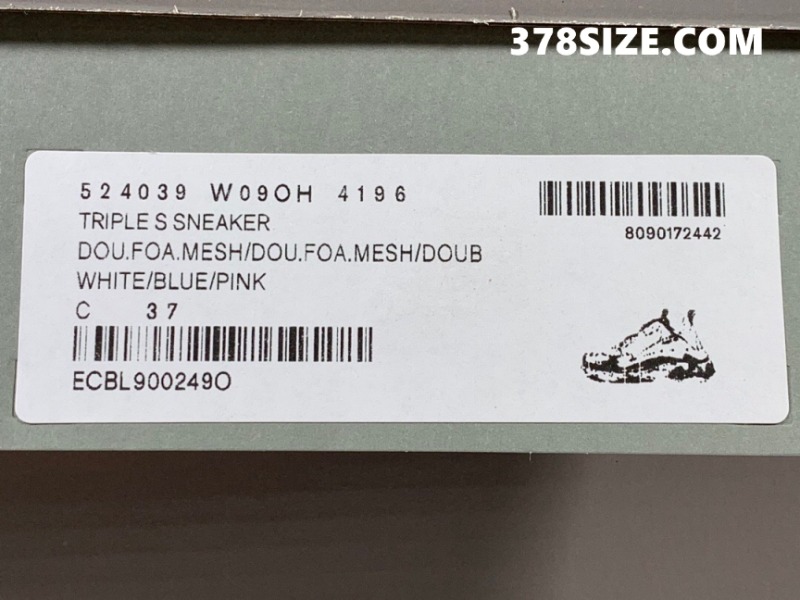 378SIZE.COM
524039 W09OH 4196
8090172442
TRIPLE S SNEAKER
DOU.FOA.MESH/DOU.FOA.MESH/DOUB
WHITE/BLUE/PINK
C 37
ECBL900249O